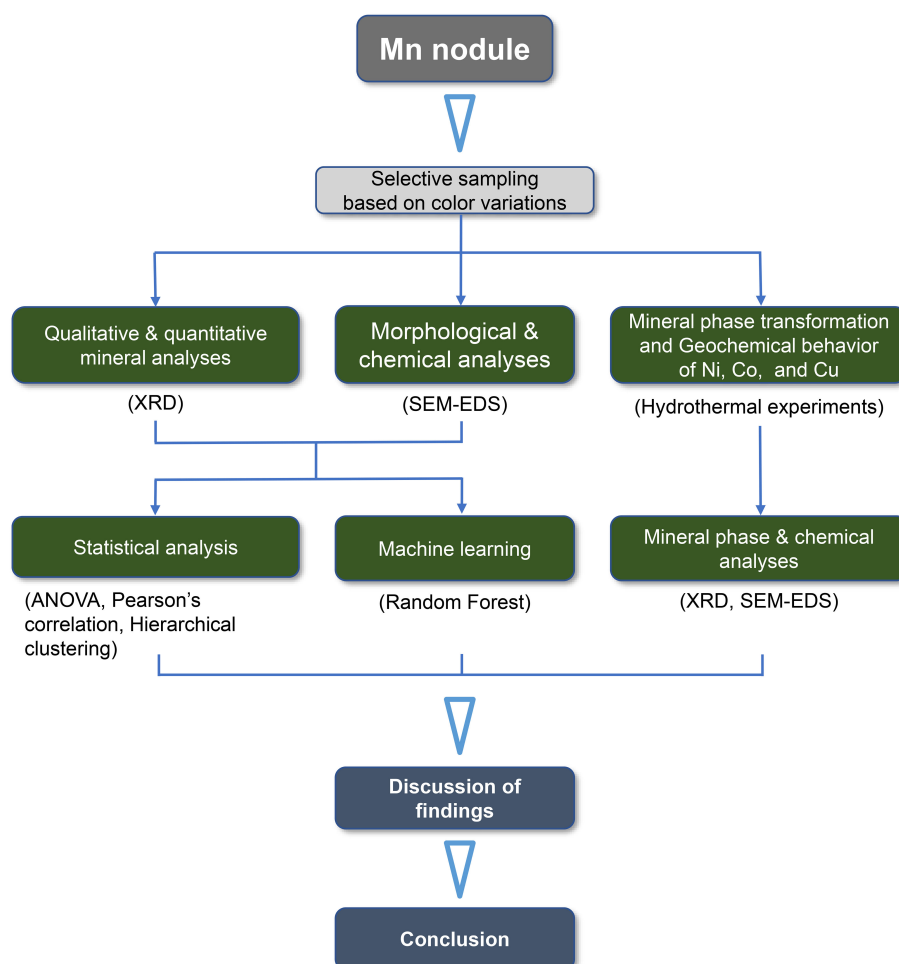 Mn nodule
Selective sampling
based on color variations
Qualitative & quantitative
mineral analyses
(XRD)
Morphological &
chemical analyses
(SEM-EDS)
Mineral phase transformation
and Geochemical behavior
of Ni, Co, and Cu
(Hydrothermal experiments)
Statistical analysis
(ANOVA, Pearson’s
correlation, Hierarchical
clustering)
Machine learning
(Random Forest)
Mineral phase & chemical
analyses
(XRD, SEM-EDS)
Discussion of
findings
Conclusion